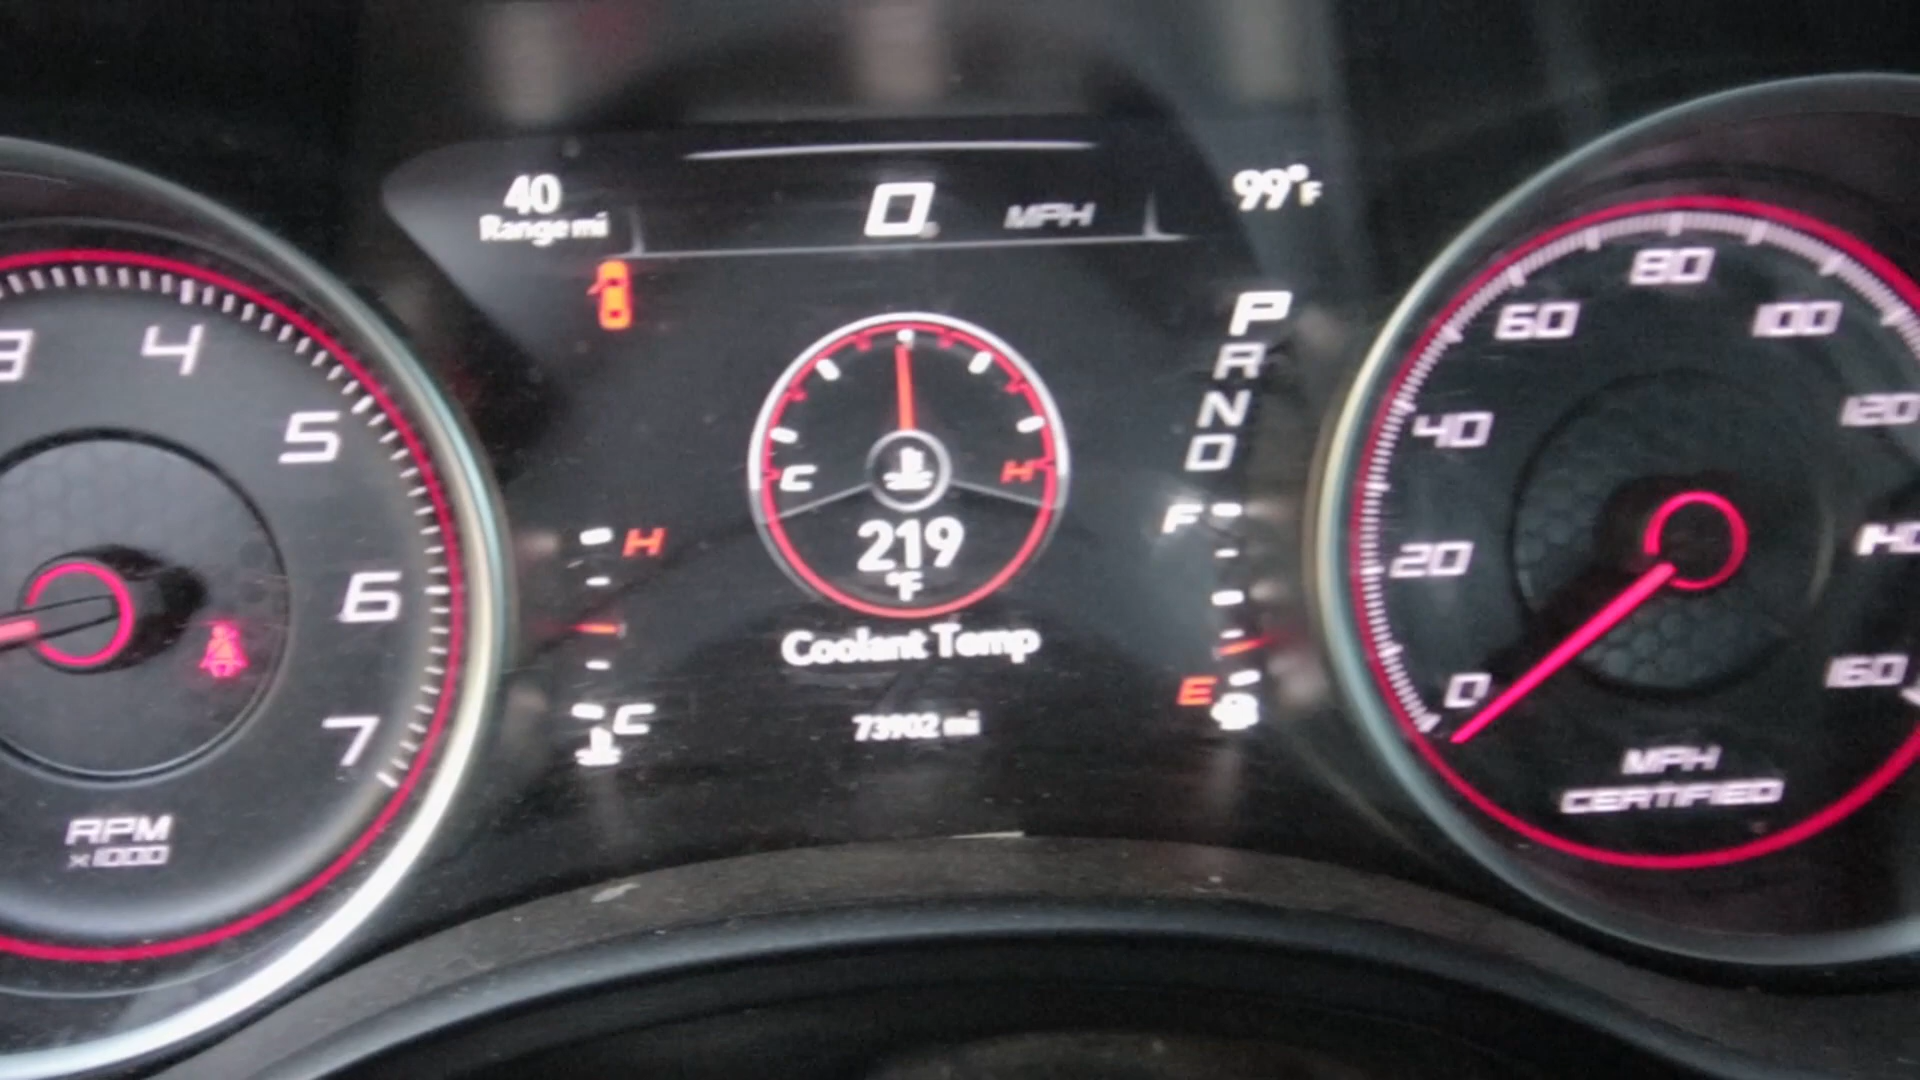 40
Range mi
0 MPH
99°F
3
4
5
6
7
RPM
x1000
H
C
C
H
219
°F
Coolant Temp
73902 mi
P
R
N
D
F
E
0
20
40
60
80
100
120
140
160
MPH
CERTIFIED